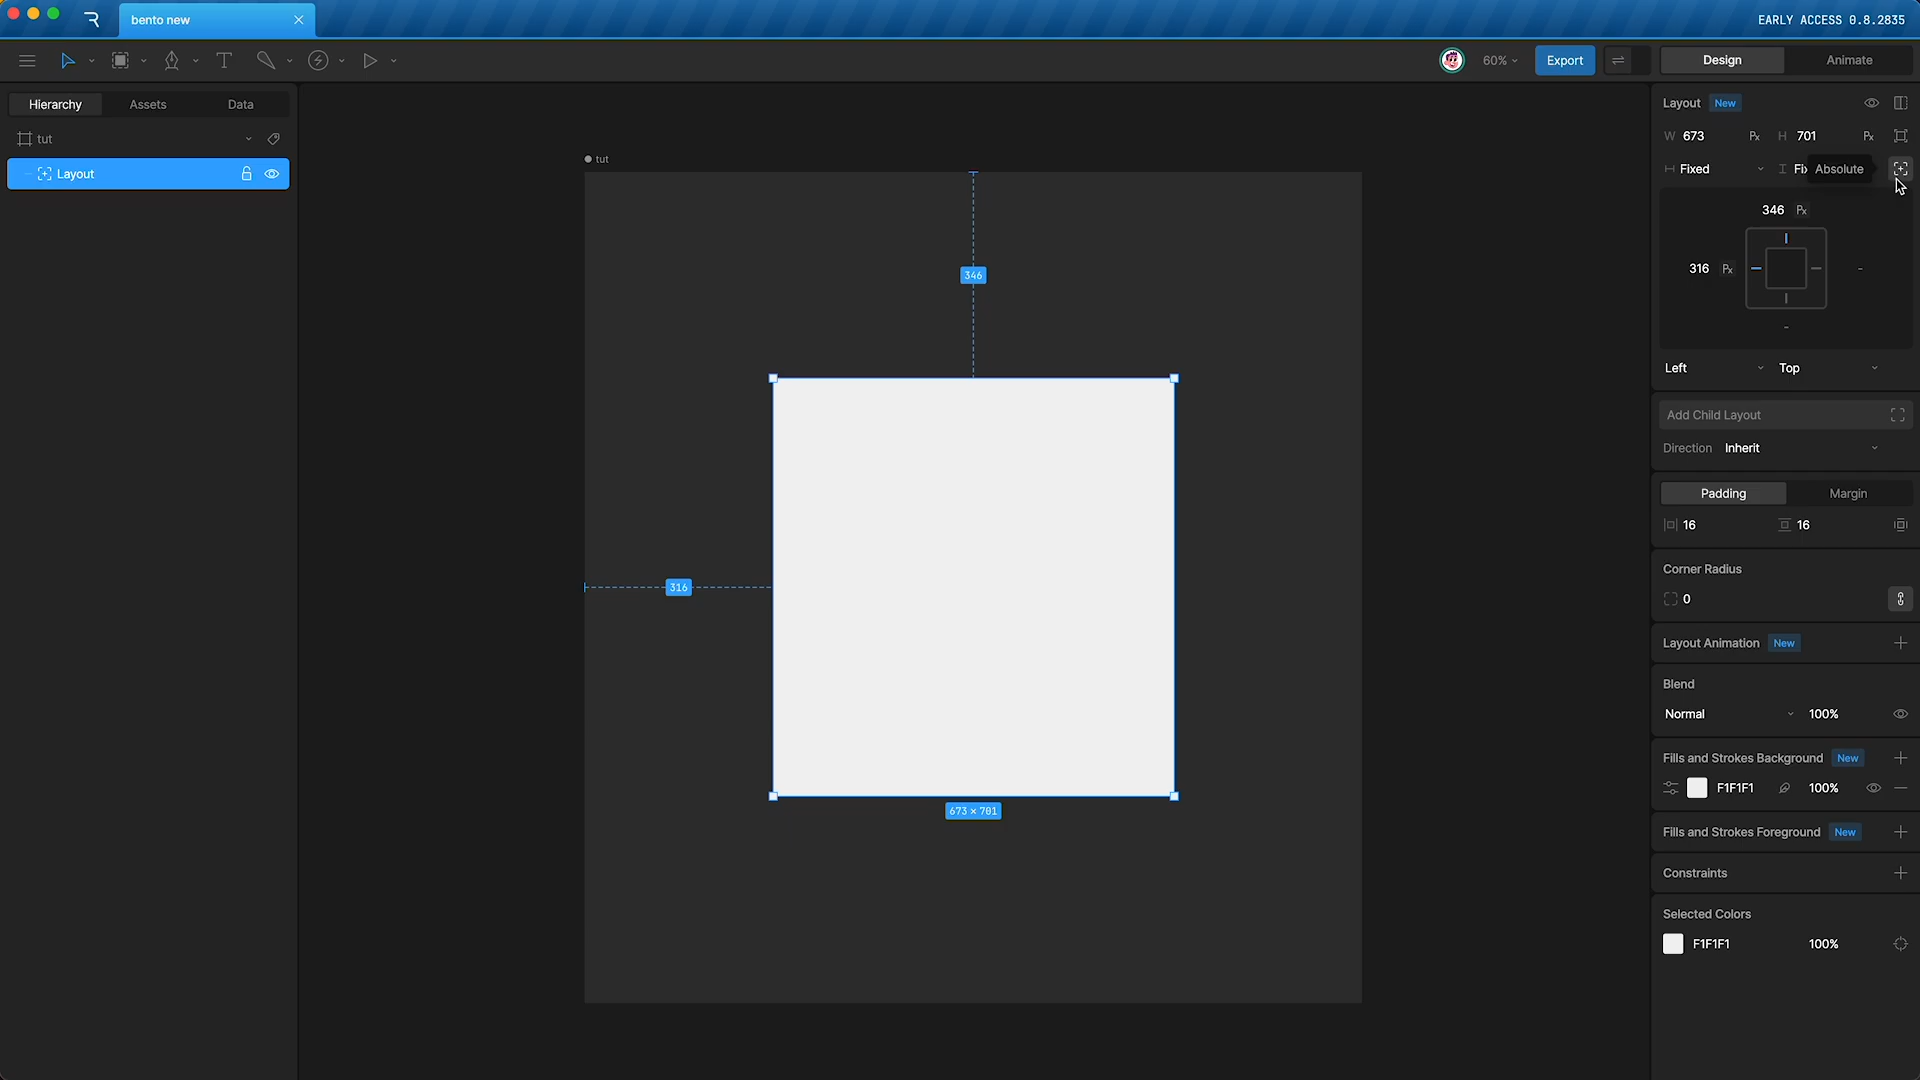 bento new
EARLY ACCESS 0.8.2835
60%
Export
Design
Animate
Hierarchy
Assets
Data
tut
Layout
tut
346
316
673 × 701
Layout New
W 673 Px H 701 Px
Fixed
Fix
Absolute
346 Px
316 Px -
-
Left
Top
Add Child Layout
Direction Inherit
Padding
Margin
16
16
Corner Radius
0
Layout Animation New
Blend
Normal
100%
Fills and Strokes Background New
F1F1F1
100%
Fills and Strokes Foreground New
Constraints
Selected Colors
F1F1F1
100%